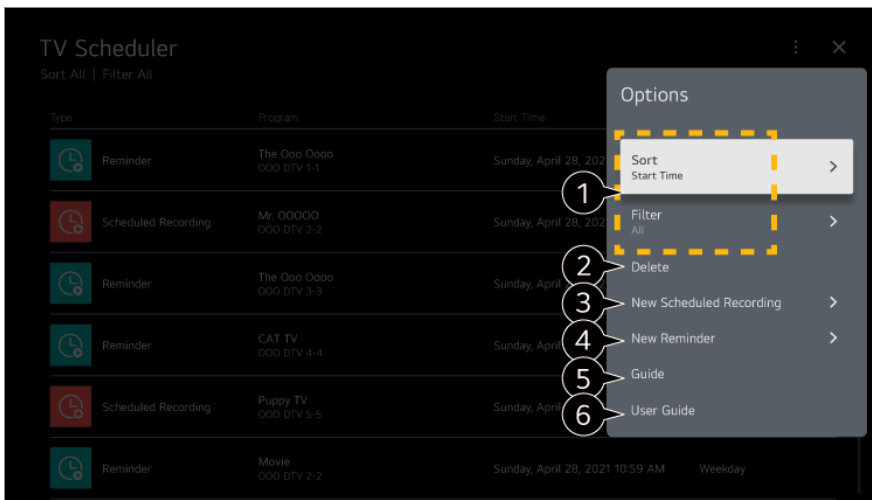 TV Scheduler
Sort All | Filter All
Type Program Start Time
Reminder
The Ooo Oooo
OOO DTV 1-1
Sunday, April 28, 202
Scheduled Recording
Mr. OOOOO
OOO DTV 2-2
Sunday, April 28, 202
Reminder
The Ooo Oooo
OOO DTV 3-3
Sunday, April
Reminder
CAT TV
OOO DTV 4-4
Sunday, April
Scheduled Recording
Puppy TV
OOO DTV 5-5
Sunday, April
Reminder
Movie
OOO DTV 2-2
Sunday, April 28, 2021 10:59 AM Weekday
Options
1
Sort
Start Time
Filter
All
2 Delete
3 New Scheduled Recording
4 New Reminder
5 Guide
6 User Guide